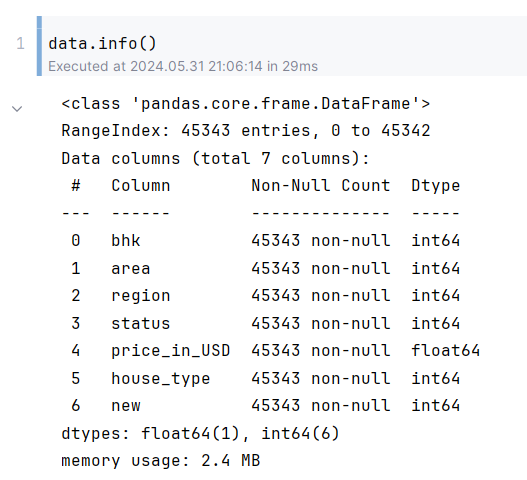 1 data.info()
Executed at 2024.05.31 21:06:14 in 29ms
<class 'pandas.core.frame.DataFrame'>
RangeIndex: 45343 entries, 0 to 45342
Data columns (total 7 columns):
 #   Column        Non-Null Count  Dtype
---  ------        --------------  -----
 0   bhk           45343 non-null  int64
 1   area          45343 non-null  int64
 2   region        45343 non-null  int64
 3   status        45343 non-null  int64
 4   price_in_USD  45343 non-null  float64
 5   house_type    45343 non-null  int64
 6   new           45343 non-null  int64
dtypes: float64(1), int64(6)
memory usage: 2.4 MB